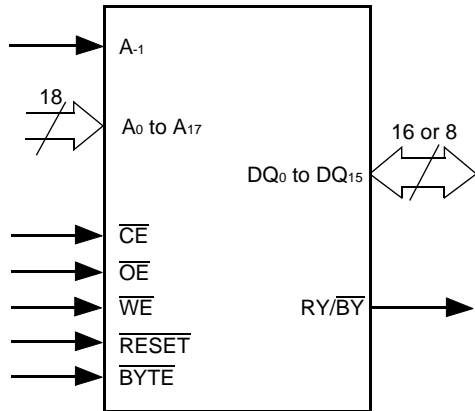 A-1
18
A0 to A17
16 or 8
DQ0 to DQ15
CE
OE
WE
RY/BY
RESET
BYTE